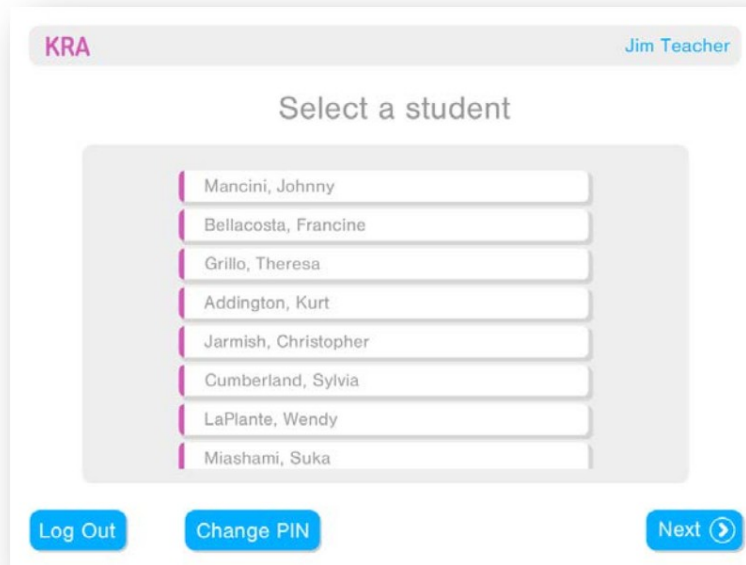 KRA
Jim Teacher
Select a student
Mancini, Johnny
Bellacosta, Francine
Grillo, Theresa
Addington, Kurt
Jarmish, Christopher
Cumberland, Sylvia
LaPlante, Wendy
Miashami, Suka
Log Out
Change PIN
Next